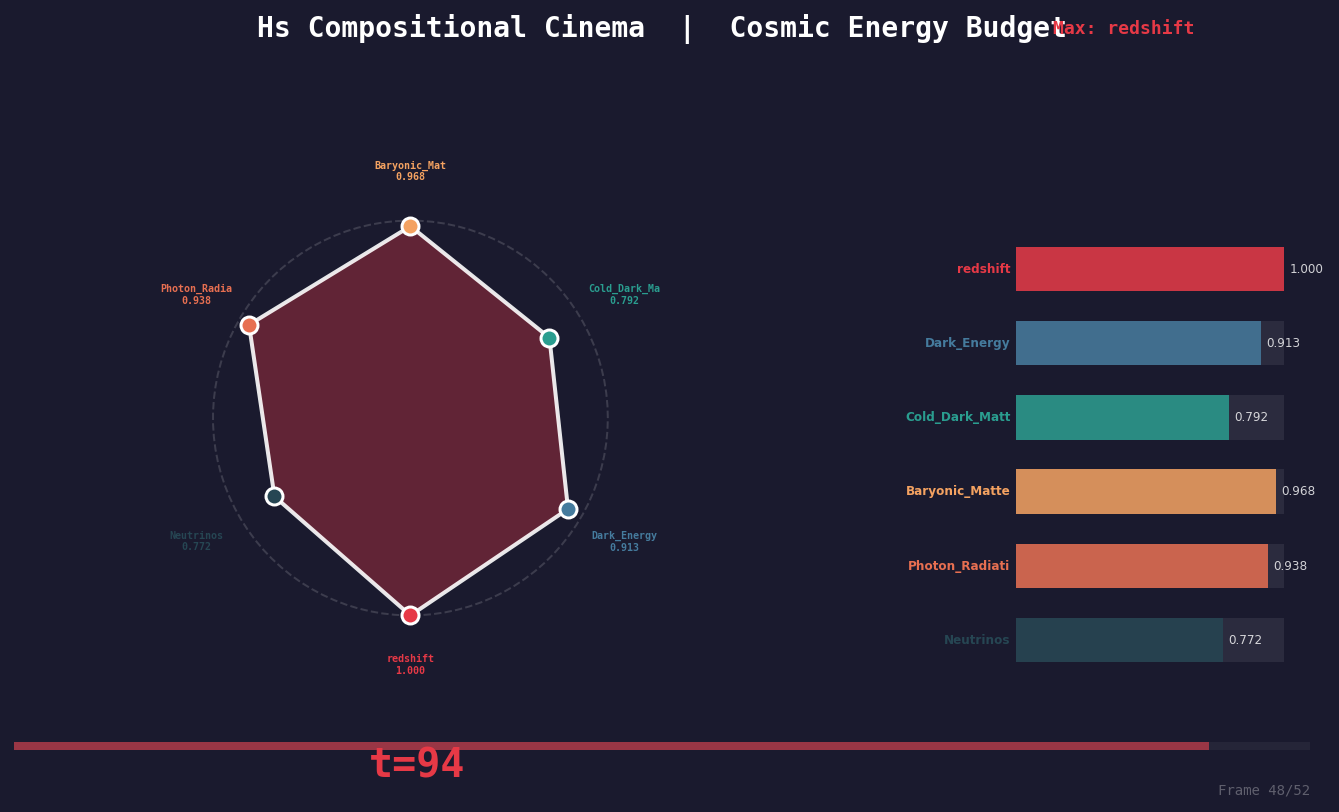 Hs Compositional Cinema  |  Cosmic Energy Budget
Max: redshift
Baryonic_Mat
0.968
Photon_Radia
0.938
Cold_Dark_Ma
0.792
Neutrinos
0.772
Dark_Energy
0.913
redshift
1.000
redshift 1.000
Dark_Energy 0.913
Cold_Dark_Matt 0.792
Baryonic_Matte 0.968
Photon_Radiati 0.938
Neutrinos 0.772
t=94
Frame 48/52